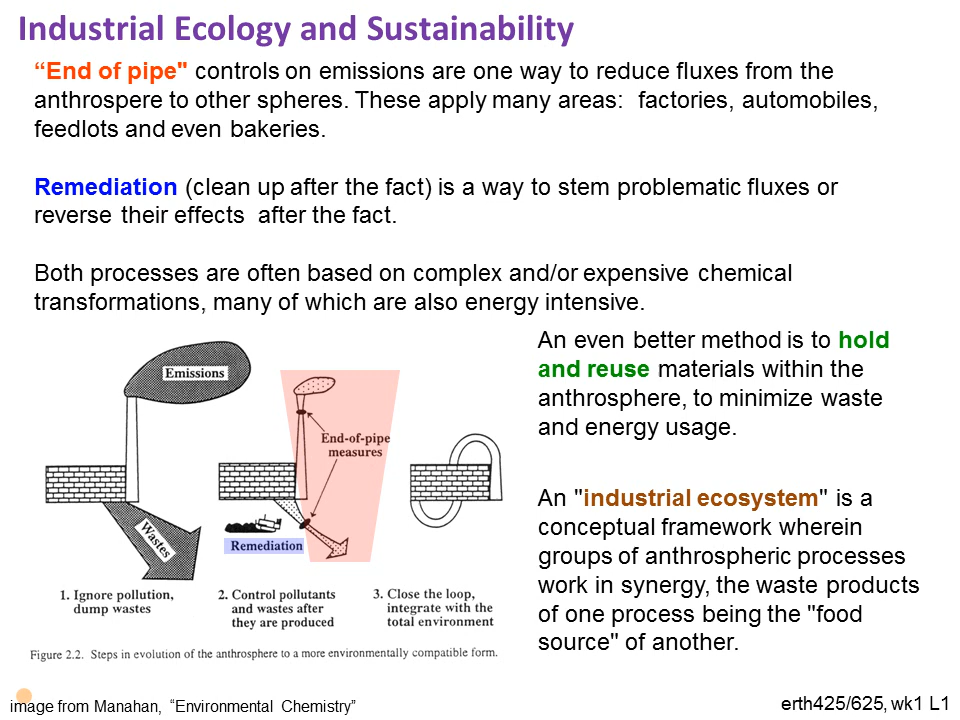 Industrial Ecology and Sustainability
“End of pipe" controls on emissions are one way to reduce fluxes from the
anthrospere to other spheres. These apply many areas:  factories, automobiles,
feedlots and even bakeries.
Remediation (clean up after the fact) is a way to stem problematic fluxes or
reverse their effects  after the fact.
Both processes are often based on complex and/or expensive chemical
transformations, many of which are also energy intensive.
An even better method is to hold
and reuse materials within the
anthrosphere, to minimize waste
and energy usage.
An "industrial ecosystem" is a
conceptual framework wherein
groups of anthrospheric processes
work in synergy, the waste products
of one process being the "food
source" of another.
Emissions
Wastes
End-of-pipe
measures
Remediation
1. Ignore pollution,
dump wastes
2. Control pollutants
and wastes after
they are produced
3. Close the loop,
integrate with the
total environment
Figure 2.2. Steps in evolution of the anthrosphere to a more environmentally compatible form.
image from Manahan, “Environmental Chemistry”
erth425/625, wk1 L1